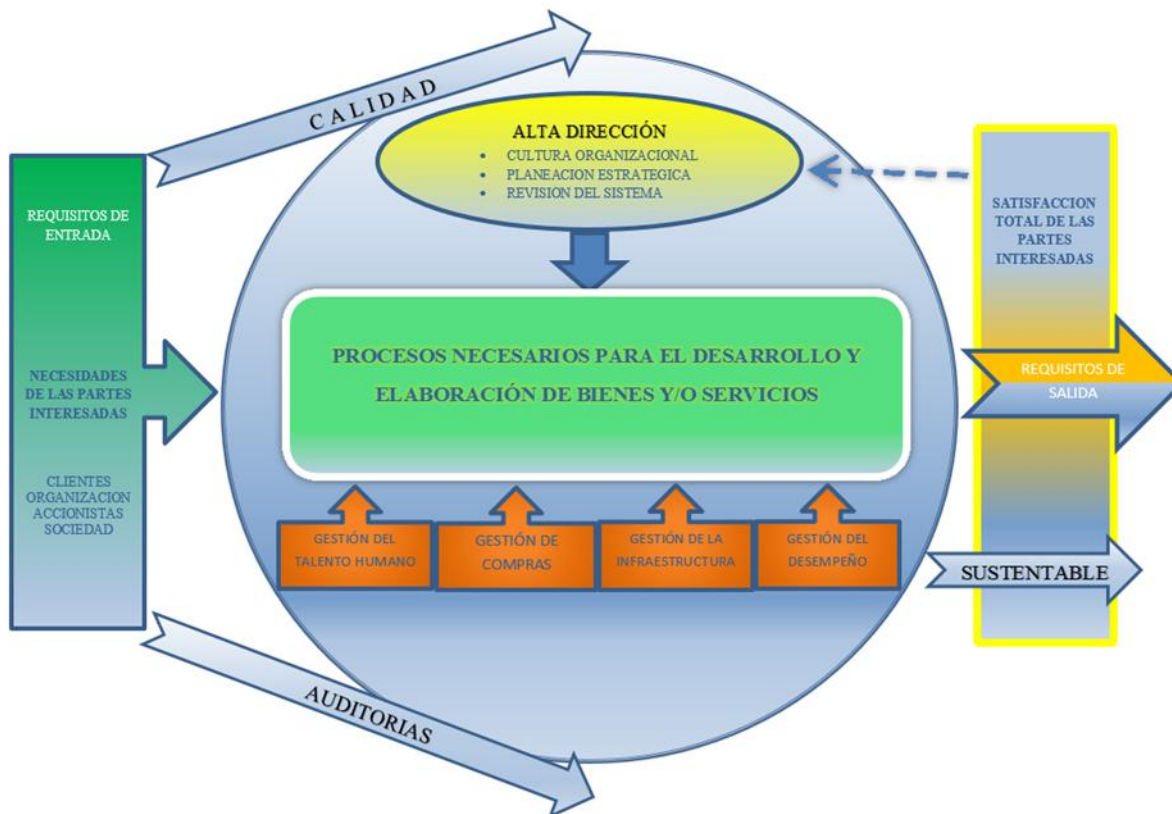 CALIDAD
ALTA DIRECCIÓN
• CULTURA ORGANIZACIONAL
• PLANEACION ESTRATEGICA
• REVISION DEL SISTEMA
REQUISITOS DE
ENTRADA
NECESIDADES
DE LAS PARTES
INTERESADAS
CLIENTES
ORGANIZACION
ACCIONISTAS
SOCIEDAD
PROCESOS NECESARIOS PARA EL DESARROLLO Y
ELABORACIÓN DE BIENES Y/O SERVICIOS
GESTIÓN DEL
TALENTO HUMANO
GESTIÓN DE
COMPRAS
GESTIÓN DE LA
INFRAESTRUCTURA
GESTIÓN DEL
DESEMPEÑO
SATISFACCION
TOTAL DE LAS
PARTES
INTERESADAS
REQUISITOS DE
SALIDA
SUSTENTABLE
AUDITORIAS